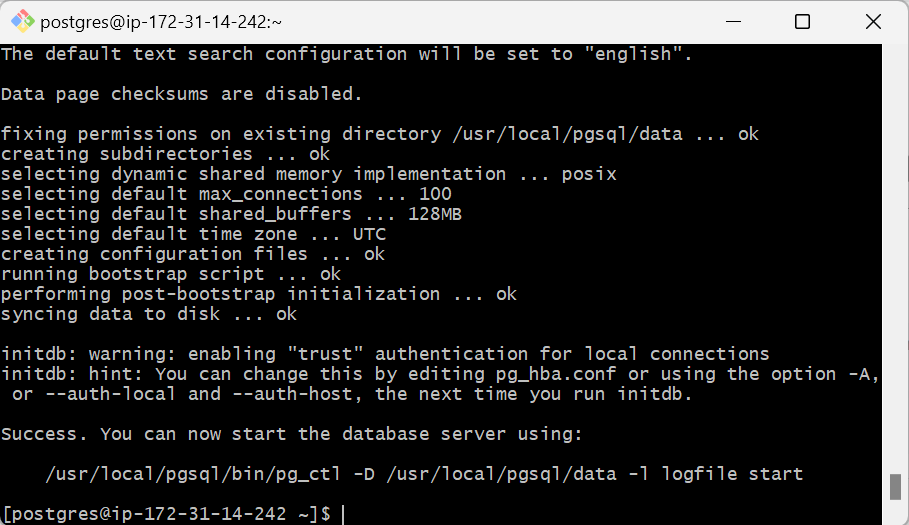 postgres@ip-172-31-14-242:~
The default text search configuration will be set to "english".
Data page checksums are disabled.
fixing permissions on existing directory /usr/local/pgsql/data ... ok
creating subdirectories ... ok
selecting dynamic shared memory implementation ... posix
selecting default max_connections ... 100
selecting default shared_buffers ... 128MB
selecting default time zone ... UTC
creating configuration files ... ok
running bootstrap script ... ok
performing post-bootstrap initialization ... ok
syncing data to disk ... ok
initdb: warning: enabling "trust" authentication for local connections
initdb: hint: You can change this by editing pg_hba.conf or using the option -A,
 or --auth-local and --auth-host, the next time you run initdb.
Success. You can now start the database server using:
    /usr/local/pgsql/bin/pg_ctl -D /usr/local/pgsql/data -l logfile start
[postgres@ip-172-31-14-242 ~]$